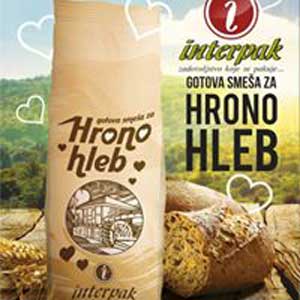 i
interpak
zadovoljstvo koje se pakuje...
GOTOVA SMEŠA ZA
HRONO
HLEB
gotova smeša za
Hrono
hleb
i
interpak